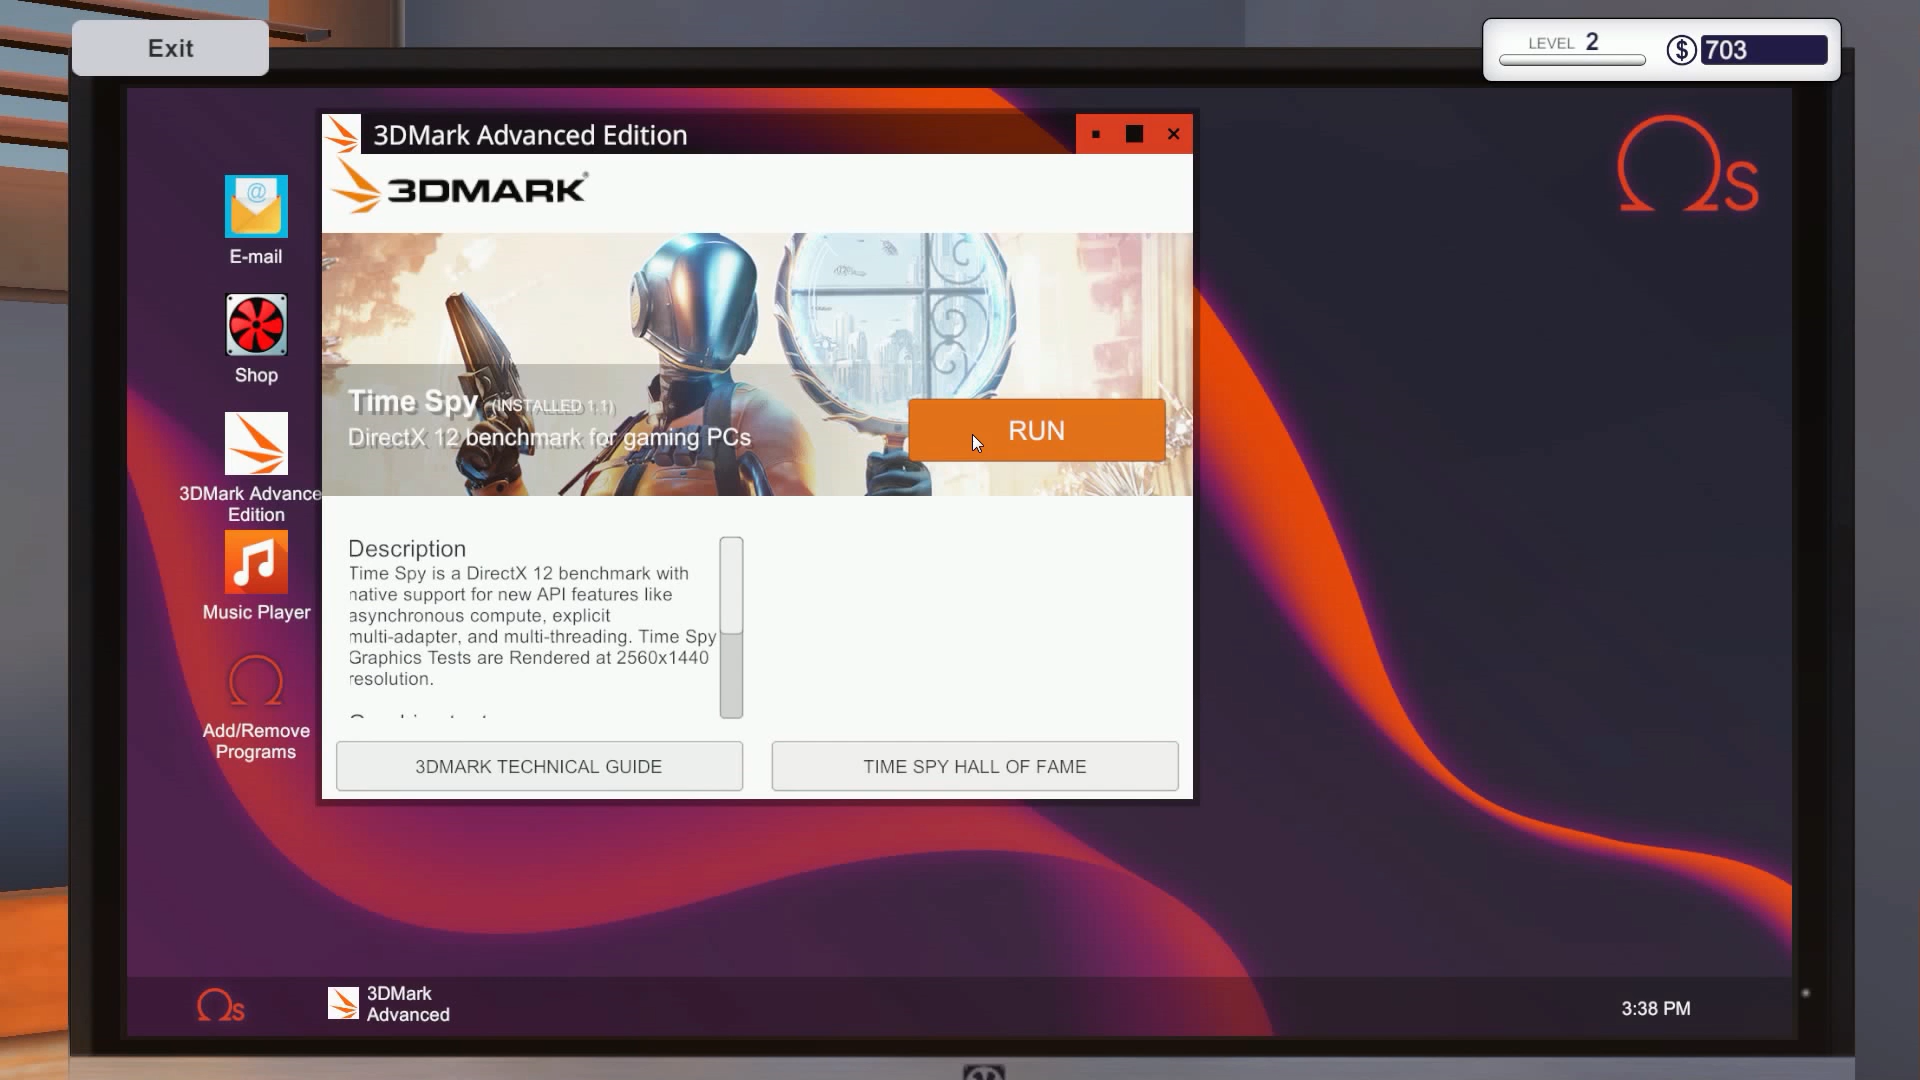 Exit
LEVEL 2
$ 703
3DMark Advanced Edition
3DMARK
Ωs
E-mail
Shop
3DMark Advance
Edition
Music Player
Add/Remove
Programs
Time Spy (INSTALLED 1.1)
DirectX 12 benchmark for gaming PCs
RUN
Description
Time Spy is a DirectX 12 benchmark with
native support for new API features like
asynchronous compute, explicit
multi-adapter, and multi-threading. Time Spy
Graphics Tests are Rendered at 2560x1440
resolution.
3DMARK TECHNICAL GUIDE
TIME SPY HALL OF FAME
Ωs
3DMark
Advanced
3:38 PM